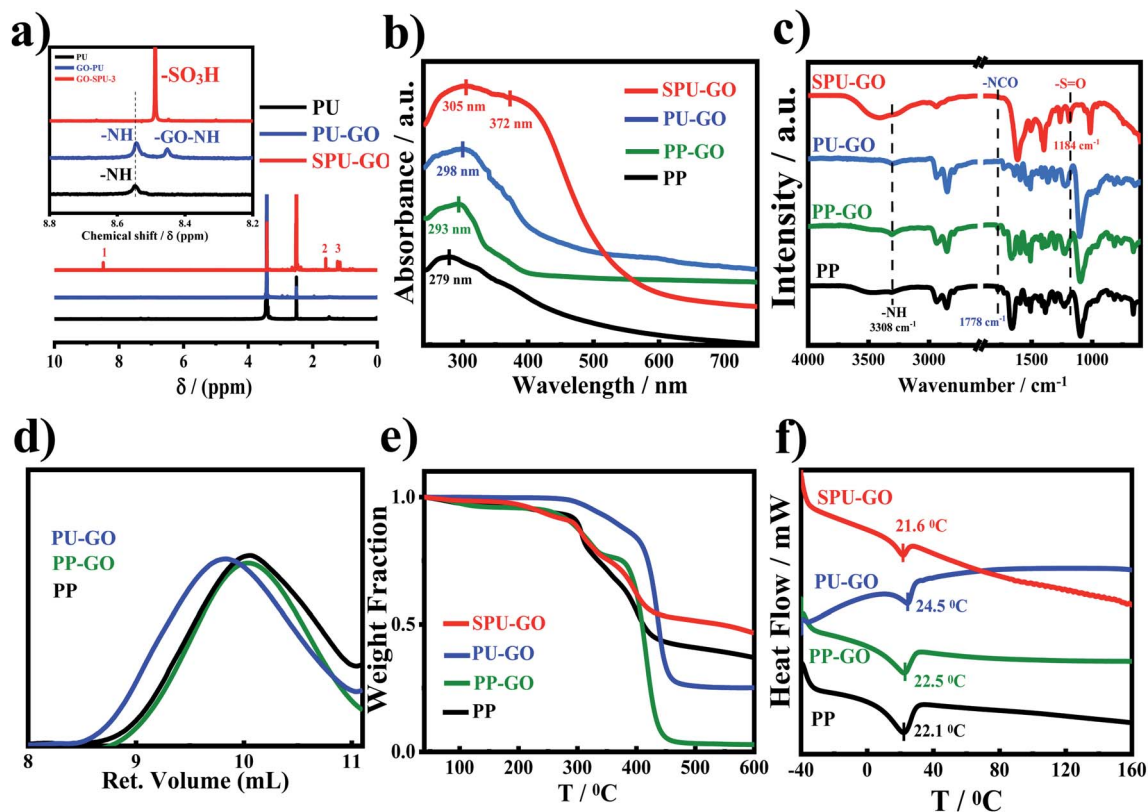 a)
PU
GO-PU
GO-SPU-3
-SO3H
-NH
-GO-NH
-NH
8.8 8.6 8.4 8.2
Chemical shift / δ (ppm)
PU
PU-GO
SPU-GO
1
2
3
10 8 6 4 2 0
δ / (ppm)
b)
Absorbance / a.u.
305 nm
372 nm
298 nm
293 nm
279 nm
SPU-GO
PU-GO
PP-GO
PP
300 400 500 600 700
Wavelength / nm
c)
Intensity / a.u.
SPU-GO
-NCO
-S=O
1184 cm-1
PU-GO
PP-GO
PP
-NH
3308 cm-1
1778 cm-1
4000 3000 1500 1000
Wavenumber / cm-1
d)
PU-GO
PP-GO
PP
8 9 10 11
Ret. Volume (mL)
e)
Weight Fraction
1.0
0.5
0.0
SPU-GO
PU-GO
PP-GO
PP
100 200 300 400 500 600
T / 0C
f)
Heat Flow / mW
SPU-GO
21.6 0C
PU-GO
24.5 0C
PP-GO
22.5 0C
PP
22.1 0C
-40 0 40 80 120 160
T / 0C